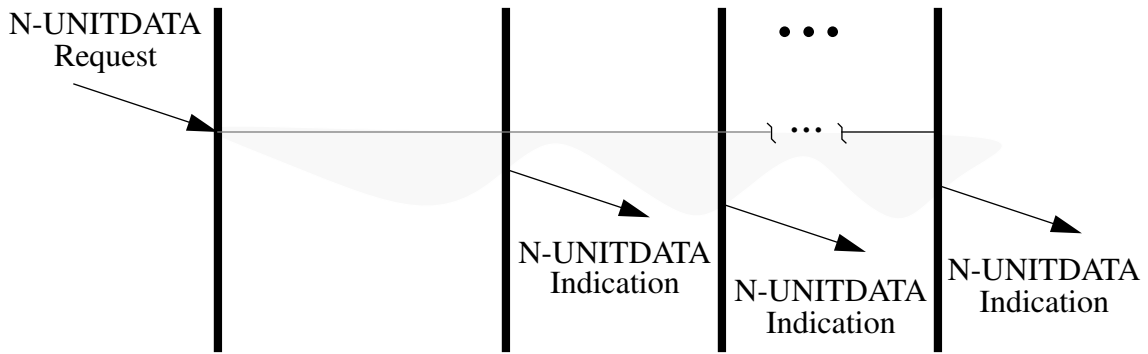 N-UNITDATA
Request
• • •
...
N-UNITDATA
Indication
N-UNITDATA
Indication
N-UNITDATA
Indication